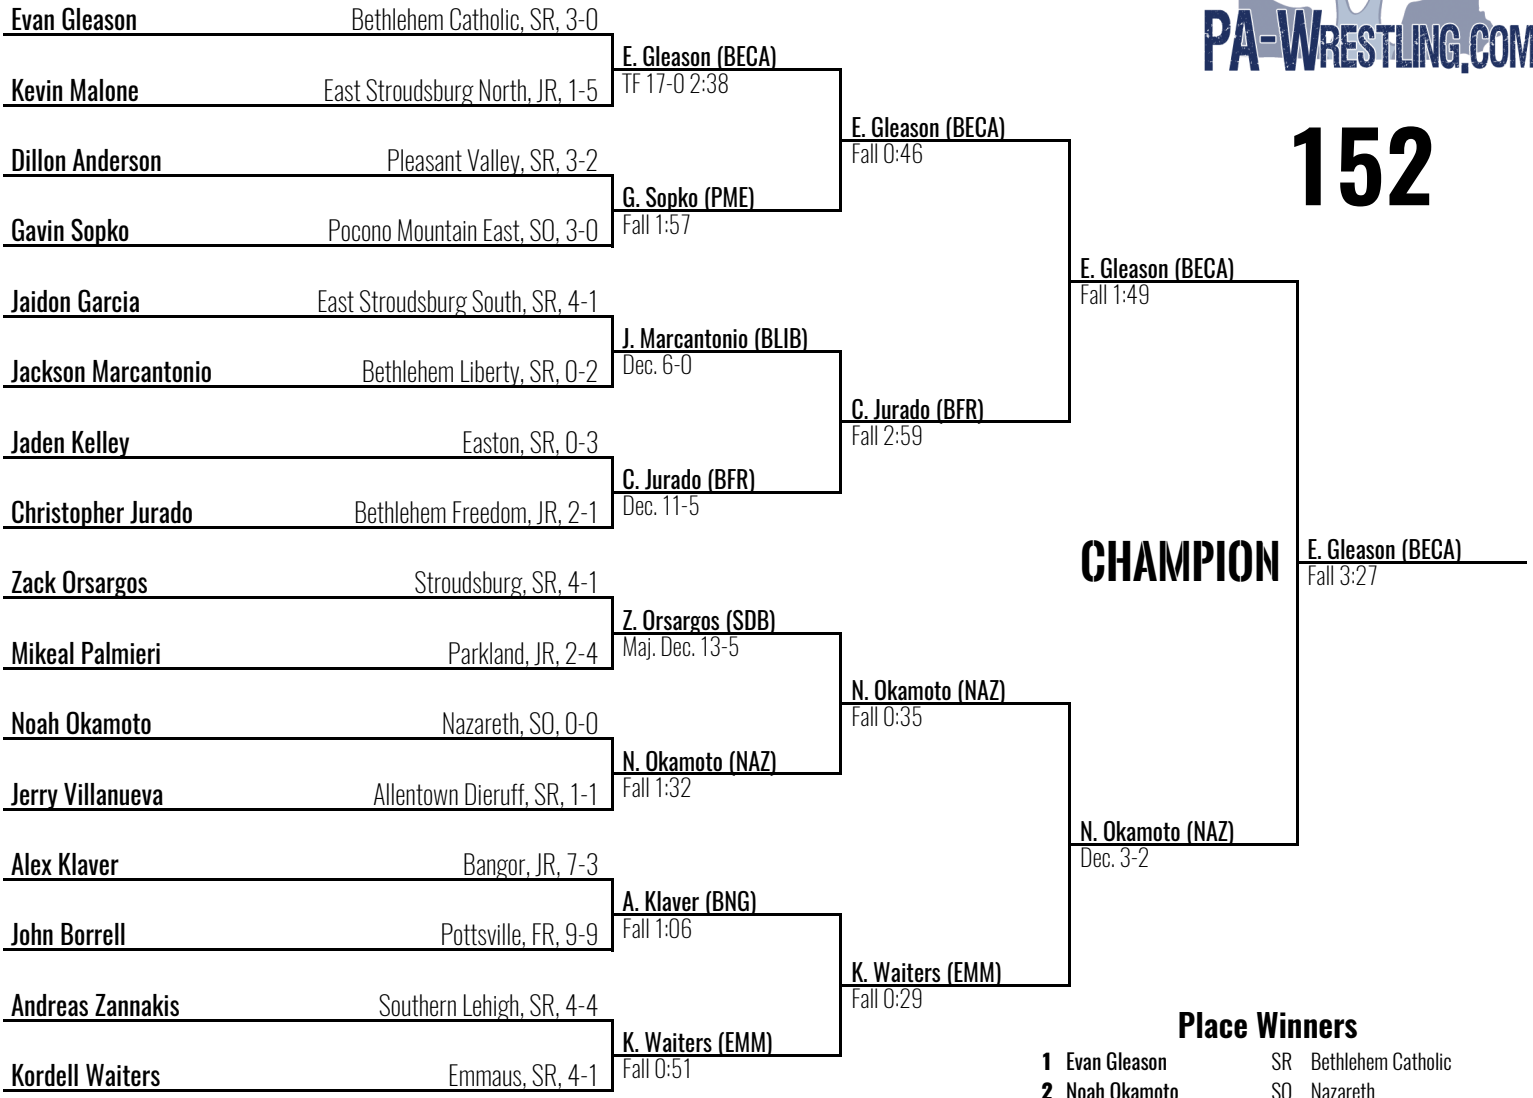 PA-WRESTLING.COM
152
Evan Gleason Bethlehem Catholic, SR, 3-0
Kevin Malone East Stroudsburg North, JR, 1-5
Dillon Anderson Pleasant Valley, SR, 3-2
Gavin Sopko Pocono Mountain East, SO, 3-0
Jaidon Garcia East Stroudsburg South, SR, 4-1
Jackson Marcantonio Bethlehem Liberty, SR, 0-2
Jaden Kelley Easton, SR, 0-3
Christopher Jurado Bethlehem Freedom, JR, 2-1
Zack Orsargos Stroudsburg, SR, 4-1
Mikeal Palmieri Parkland, JR, 2-4
Noah Okamoto Nazareth, SO, 0-0
Jerry Villanueva Allentown Dieruff, SR, 1-1
Alex Klaver Bangor, JR, 7-3
John Borrell Pottsville, FR, 9-9
Andreas Zannakis Southern Lehigh, SR, 4-4
Kordell Waiters Emmaus, SR, 4-1
E. Gleason (BECA)
TF 17-0 2:38
G. Sopko (PME)
Fall 1:57
J. Marcantonio (BLIB)
Dec. 6-0
C. Jurado (BFR)
Dec. 11-5
Z. Orsargos (SDB)
Maj. Dec. 13-5
N. Okamoto (NAZ)
Fall 1:32
A. Klaver (BNG)
Fall 1:06
K. Waiters (EMM)
Fall 0:51
E. Gleason (BECA)
Fall 0:46
C. Jurado (BFR)
Fall 2:59
N. Okamoto (NAZ)
Fall 0:35
K. Waiters (EMM)
Fall 0:29
E. Gleason (BECA)
Fall 1:49
N. Okamoto (NAZ)
Dec. 3-2
CHAMPION
E. Gleason (BECA)
Fall 3:27
Place Winners
1 Evan Gleason SR Bethlehem Catholic
2 Noah Okamoto SO Nazareth